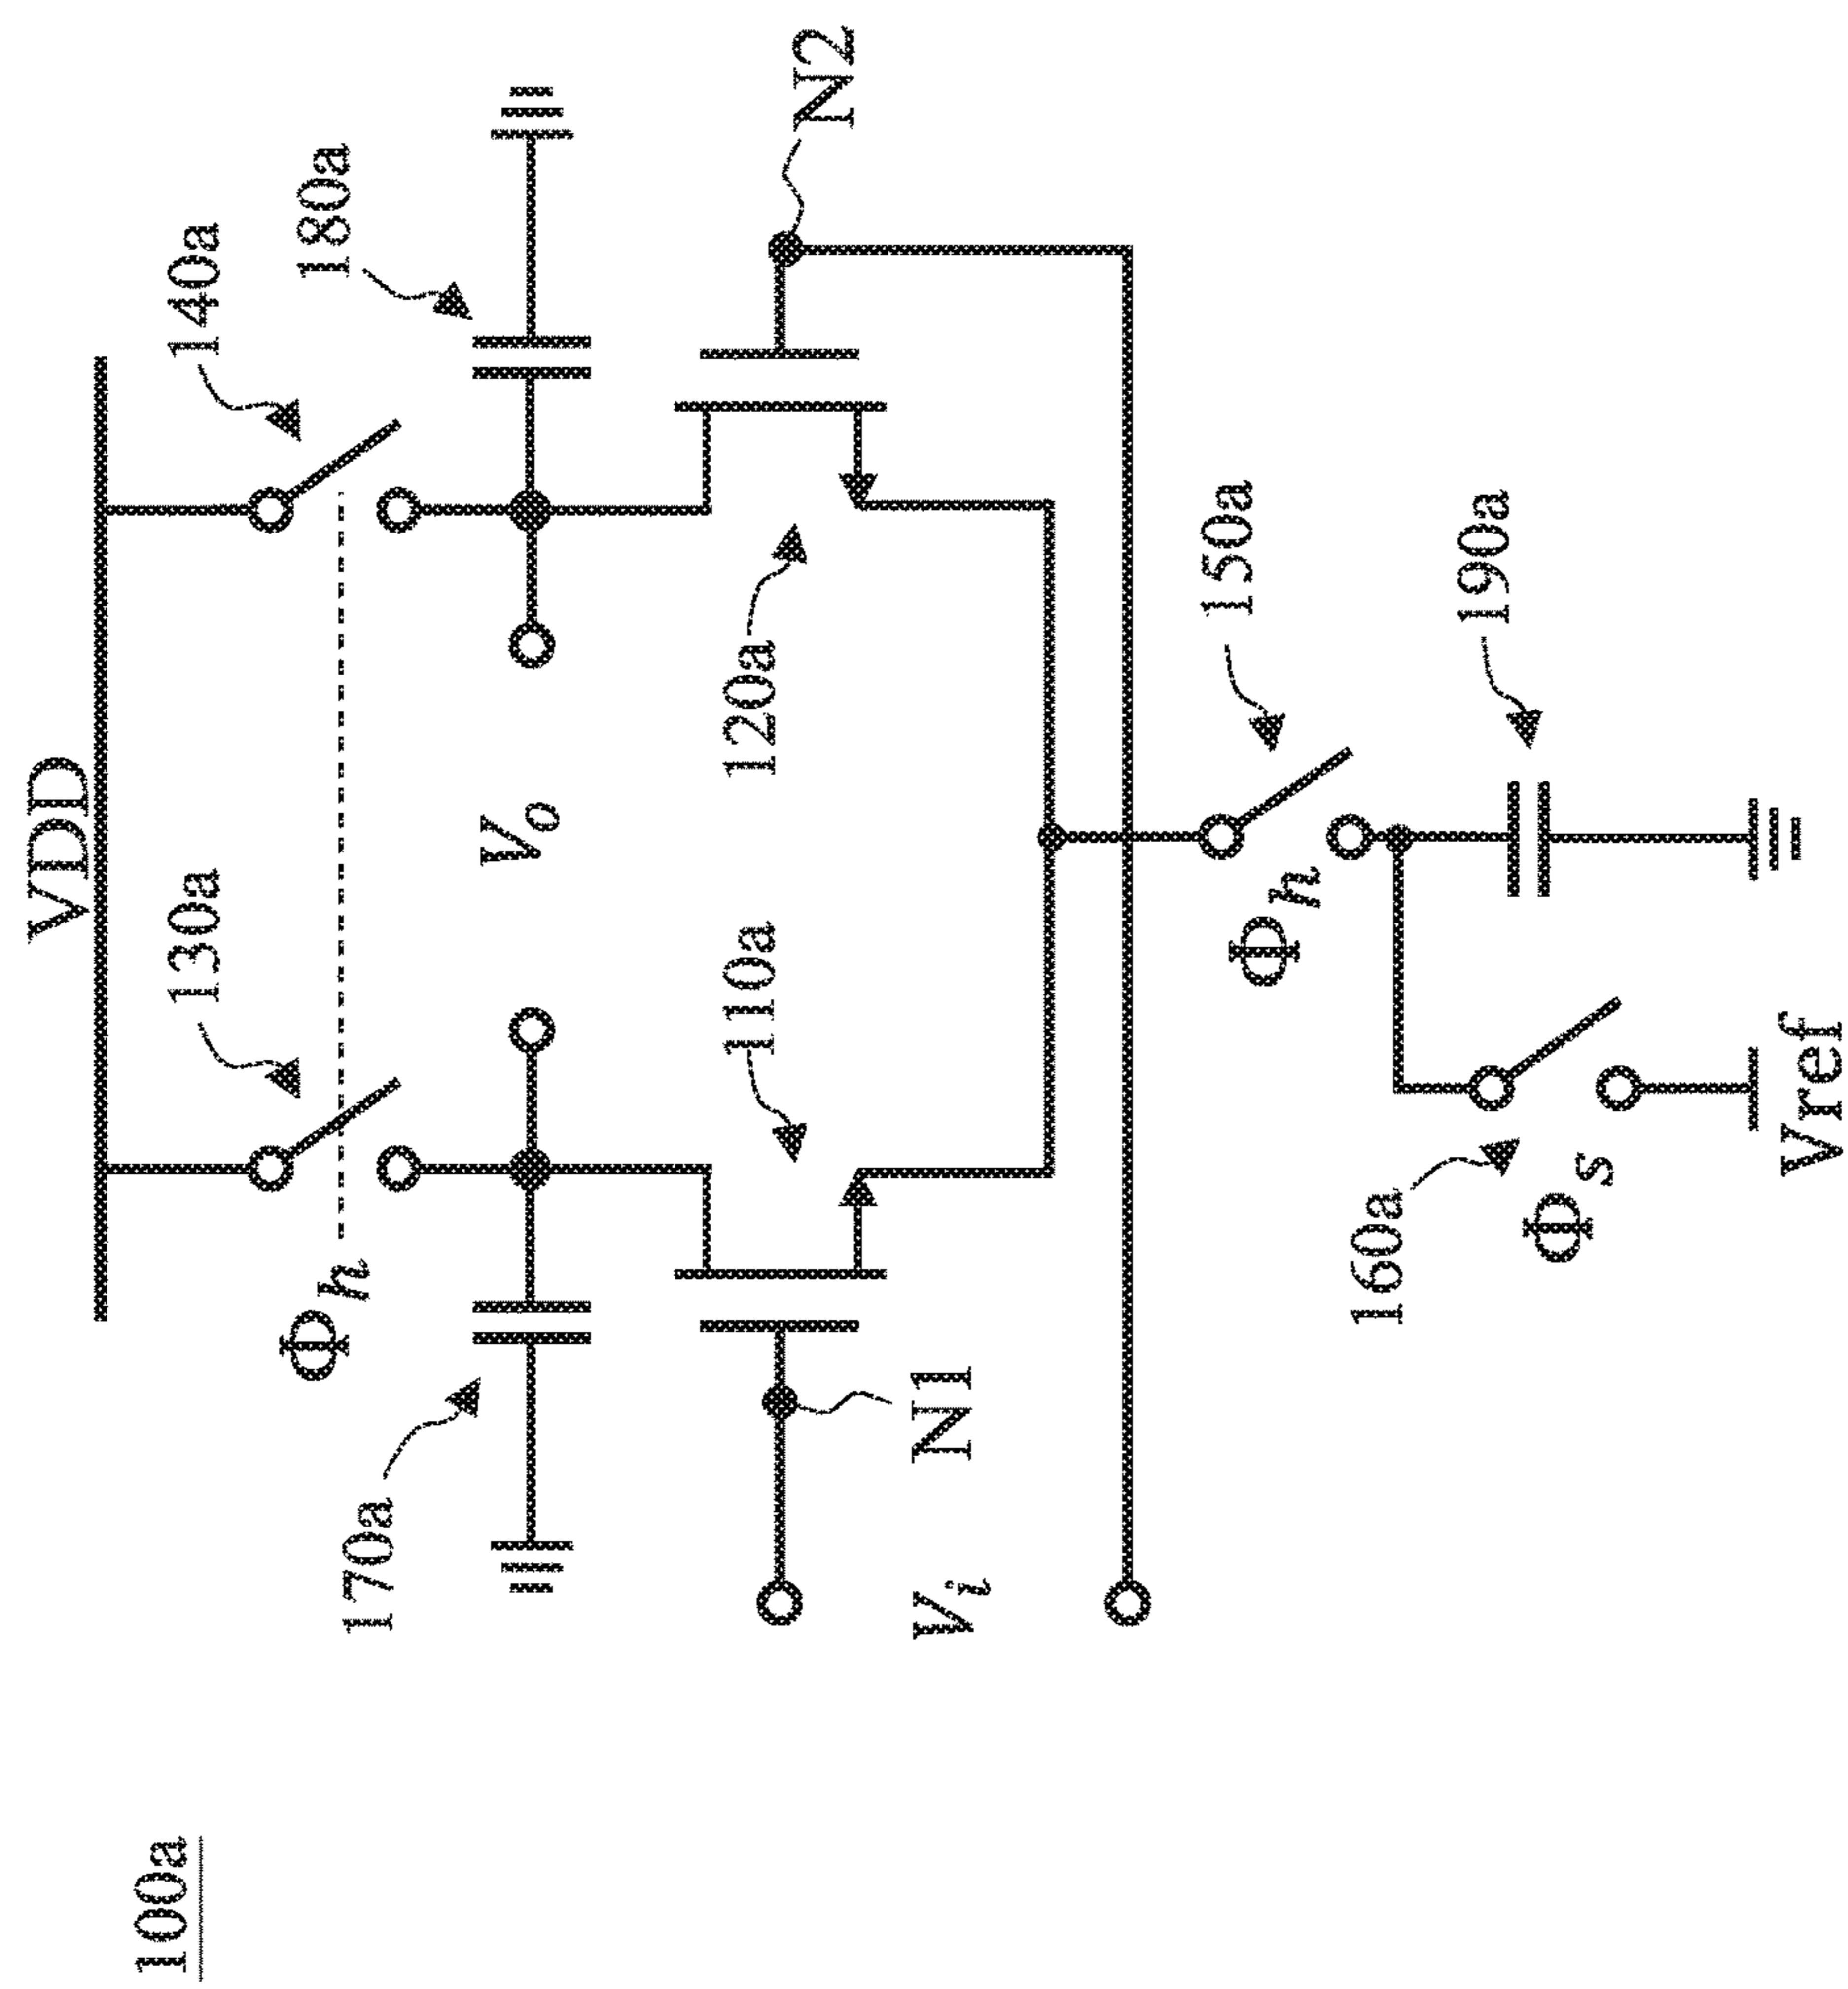 100a
VDD
130a
140a
Φh
170a
180a
Vo
110a
120a
N1
N2
Vi
Φh
150a
160a
Φs
190a
Vref